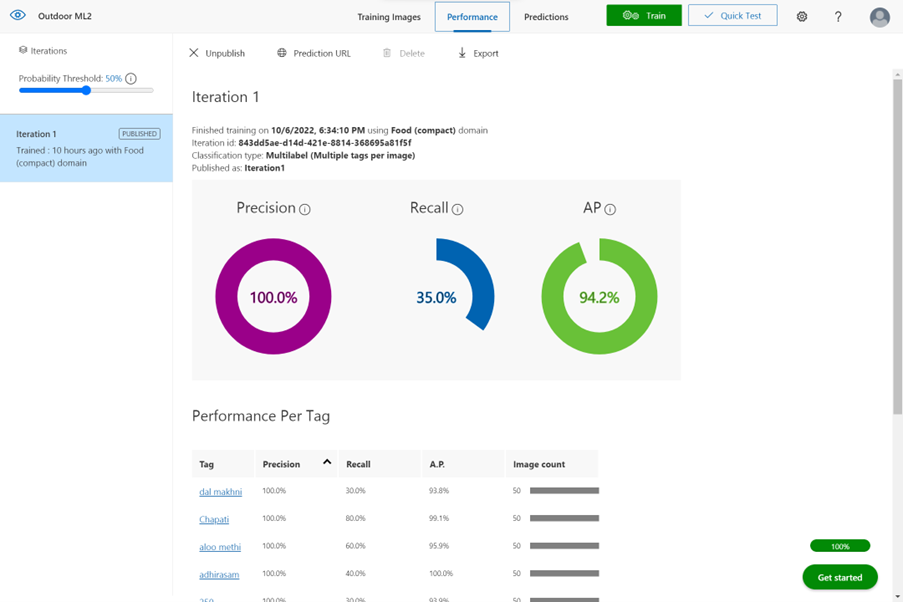 Outdoor ML2
Training Images
Performance
Predictions
Train
Quick Test
?
Iterations
Unpublish
Prediction URL
Delete
Export
Probability Threshold: 50%
Iteration 1
PUBLISHED
Trained : 10 hours ago with Food
(compact) domain
Iteration 1
Finished training on 10/6/2022, 6:34:10 PM using Food (compact) domain
Iteration id: 843dd5ae-d14d-421e-8814-368695a81f5f
Classification type: Multilabel (Multiple tags per image)
Published as: Iteration1
Precision
Recall
AP
100.0%
35.0%
94.2%
Performance Per Tag
Tag Precision Recall A.P. Image count
dal makhni 100.0% 30.0% 93.8% 50
Chapati 100.0% 80.0% 99.1% 50
aloo methi 100.0% 60.0% 95.9% 50
adhirasam 100.0% 40.0% 100.0% 50
100.0% 30.0% 93.9% 50
100%
Get started